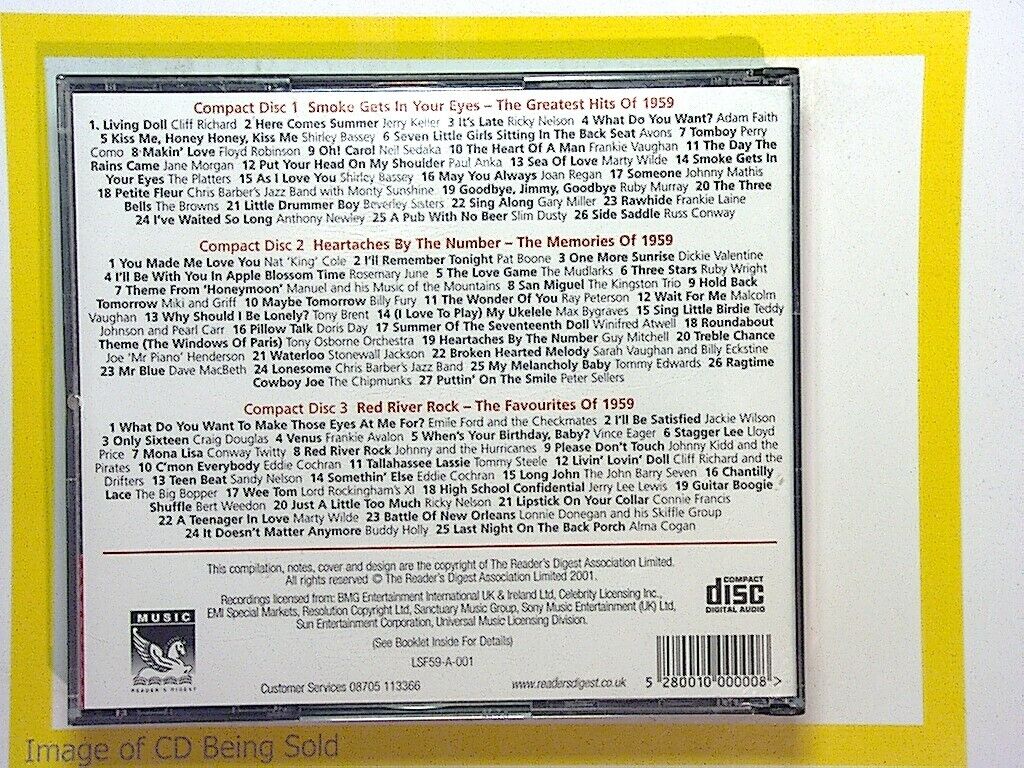 Compact Disc 1 Smoke Gets In Your Eyes – The Greatest Hits Of 1959
1. Living Doll Cliff Richard 2 Here Comes Summer Jerry Keller 3 It's Late Ricky Nelson 4 What Do You Want? Adam Faith
5 Kiss Me, Honey Honey, Kiss Me Shirley Bassey 6 Seven Little Girls Sitting In The Back Seat Avons 7 Tomboy Perry
Como 8 Makin' Love Floyd Robinson 9 Oh! Carol Neil Sedaka 10 The Heart Of A Man Frankie Vaughan 11 The Day The
Rains Came Jane Morgan 12 Put Your Head On My Shoulder Paul Anka 13 Sea Of Love Marty Wilde 14 Smoke Gets In
Your Eyes The Platters 15 As I Love You Shirley Bassey 16 May You Always Joan Regan 17 Someone Johnny Mathis
18 Petite Fleur Chris Barber's Jazz Band with Monty Sunshine 19 Goodbye, Jimmy, Goodbye Ruby Murray 20 The Three
Bells The Browns 21 Little Drummer Boy Beverley Sisters 22 Sing Along Gary Miller 23 Rawhide Frankie Laine
24 I've Waited So Long Anthony Newley 25 A Pub With No Beer Slim Dusty 26 Side Saddle Russ Conway
Compact Disc 2 Heartaches By The Number – The Memories Of 1959
1 You Made Me Love You Nat 'King' Cole 2 I'll Remember Tonight Pat Boone 3 One More Sunrise Dickie Valentine
4 I'll Be With You In Apple Blossom Time Rosemary June 5 The Love Game The Mudlarks 6 Three Stars Ruby Wright
7 Theme From 'Honeymoon' Manuel and his Music of the Mountains 8 San Miguel The Kingston Trio 9 Hold Back
Tomorrow Miki and Griff 10 Maybe Tomorrow Billy Fury 11 The Wonder Of You Ray Peterson 12 Wait For Me Malcolm
Vaughan 13 Why Should I Be Lonely? Tony Brent 14 (I Love To Play) My Ukelele Max Bygraves 15 Sing Little Birdie Teddy
Johnson and Pearl Carr 16 Pillow Talk Doris Day 17 Summer Of The Seventeenth Doll Winifred Atwell 18 Roundabout
Theme (The Windows Of Paris) Tony Osborne Orchestra 19 Heartaches By The Number Guy Mitchell 20 Treble Chance
Joe 'Mr Piano' Henderson 21 Waterloo Stonewall Jackson 22 Broken Hearted Melody Sarah Vaughan and Billy Eckstine
23 Mr Blue Dave MacBeth 24 Lonesome Chris Barber's Jazz Band 25 My Melancholy Baby Tommy Edwards 26 Ragtime
Cowboy Joe The Chipmunks 27 Puttin' On The Smile Peter Sellers
Compact Disc 3 Red River Rock – The Favourites Of 1959
1 What Do You Want To Make Those Eyes At Me For? Emile Ford and the Checkmates 2 I'll Be Satisfied Jackie Wilson
3 Only Sixteen Craig Douglas 4 Venus Frankie Avalon 5 When's Your Birthday, Baby? Vince Eager 6 Stagger Lee Lloyd
Price 7 Mona Lisa Conway Twitty 8 Red River Rock Johnny and the Hurricanes 9 Please Don't Touch Johnny Kidd and the
Pirates 10 C'mon Everybody Eddie Cochran 11 Tallahassee Lassie Tommy Steele 12 Livin' Lovin' Doll Cliff Richard and the
Drifters 13 Teen Beat Sandy Nelson 14 Somethin' Else Eddie Cochran 15 Long John The John Barry Seven 16 Chantilly
Lace The Big Bopper 17 Wee Tom Lord Rockingham's XI 18 High School Confidential Jerry Lee Lewis 19 Guitar Boogie
Shuffle Bert Weedon 20 Just A Little Too Much Ricky Nelson 21 Lipstick On Your Collar Connie Francis
22 A Teenager In Love Marty Wilde 23 Battle Of New Orleans Lonnie Donegan and his Skiffle Group
24 It Doesn't Matter Anymore Buddy Holly 25 Last Night On The Back Porch Alma Cogan
This compilation, notes, cover and design are the copyright of The Reader's Digest Association Limited.
All rights reserved © The Reader's Digest Association Limited 2001.
Recordings licensed from: BMG Entertainment International UK & Ireland Ltd, Celebrity Licensing Inc.,
EMI Special Markets, Resolution Copyright Ltd, Sanctuary Music Group, Sony Music Entertainment (UK) Ltd,
Sun Entertainment Corporation, Universal Music Licensing Division.
(See Booklet Inside For Details)
LSF59-A-001
COMPACT
disc
DIGITAL AUDIO
MUSIC
READER'S DIGEST
Customer Services 08705 113366
www.readersdigest.co.uk
5 280010 000008 >
Image of CD Being Sold